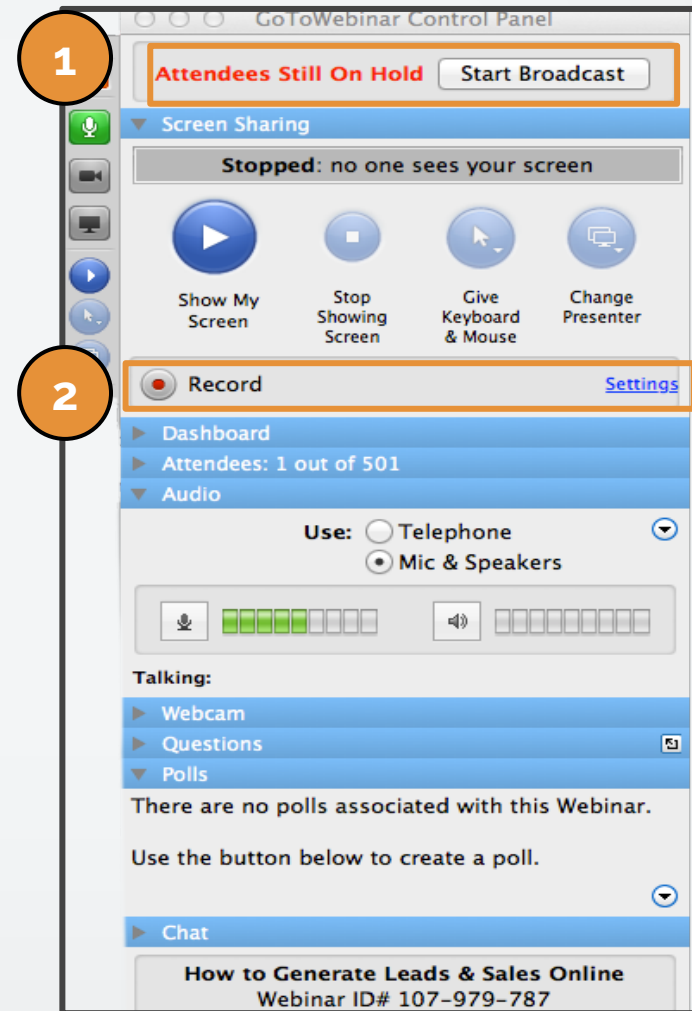 GoToWebinar Control Panel
1
Attendees Still On Hold Start Broadcast
Screen Sharing
Stopped: no one sees your screen
Show My
Screen
Stop
Showing
Screen
Give
Keyboard
& Mouse
Change
Presenter
2
Record Settings
Dashboard
Attendees: 1 out of 501
Audio
Use: Telephone
Mic & Speakers
Talking:
Webcam
Questions
Polls
There are no polls associated with this Webinar.
Use the button below to create a poll.
Chat
How to Generate Leads & Sales Online
Webinar ID# 107-979-787